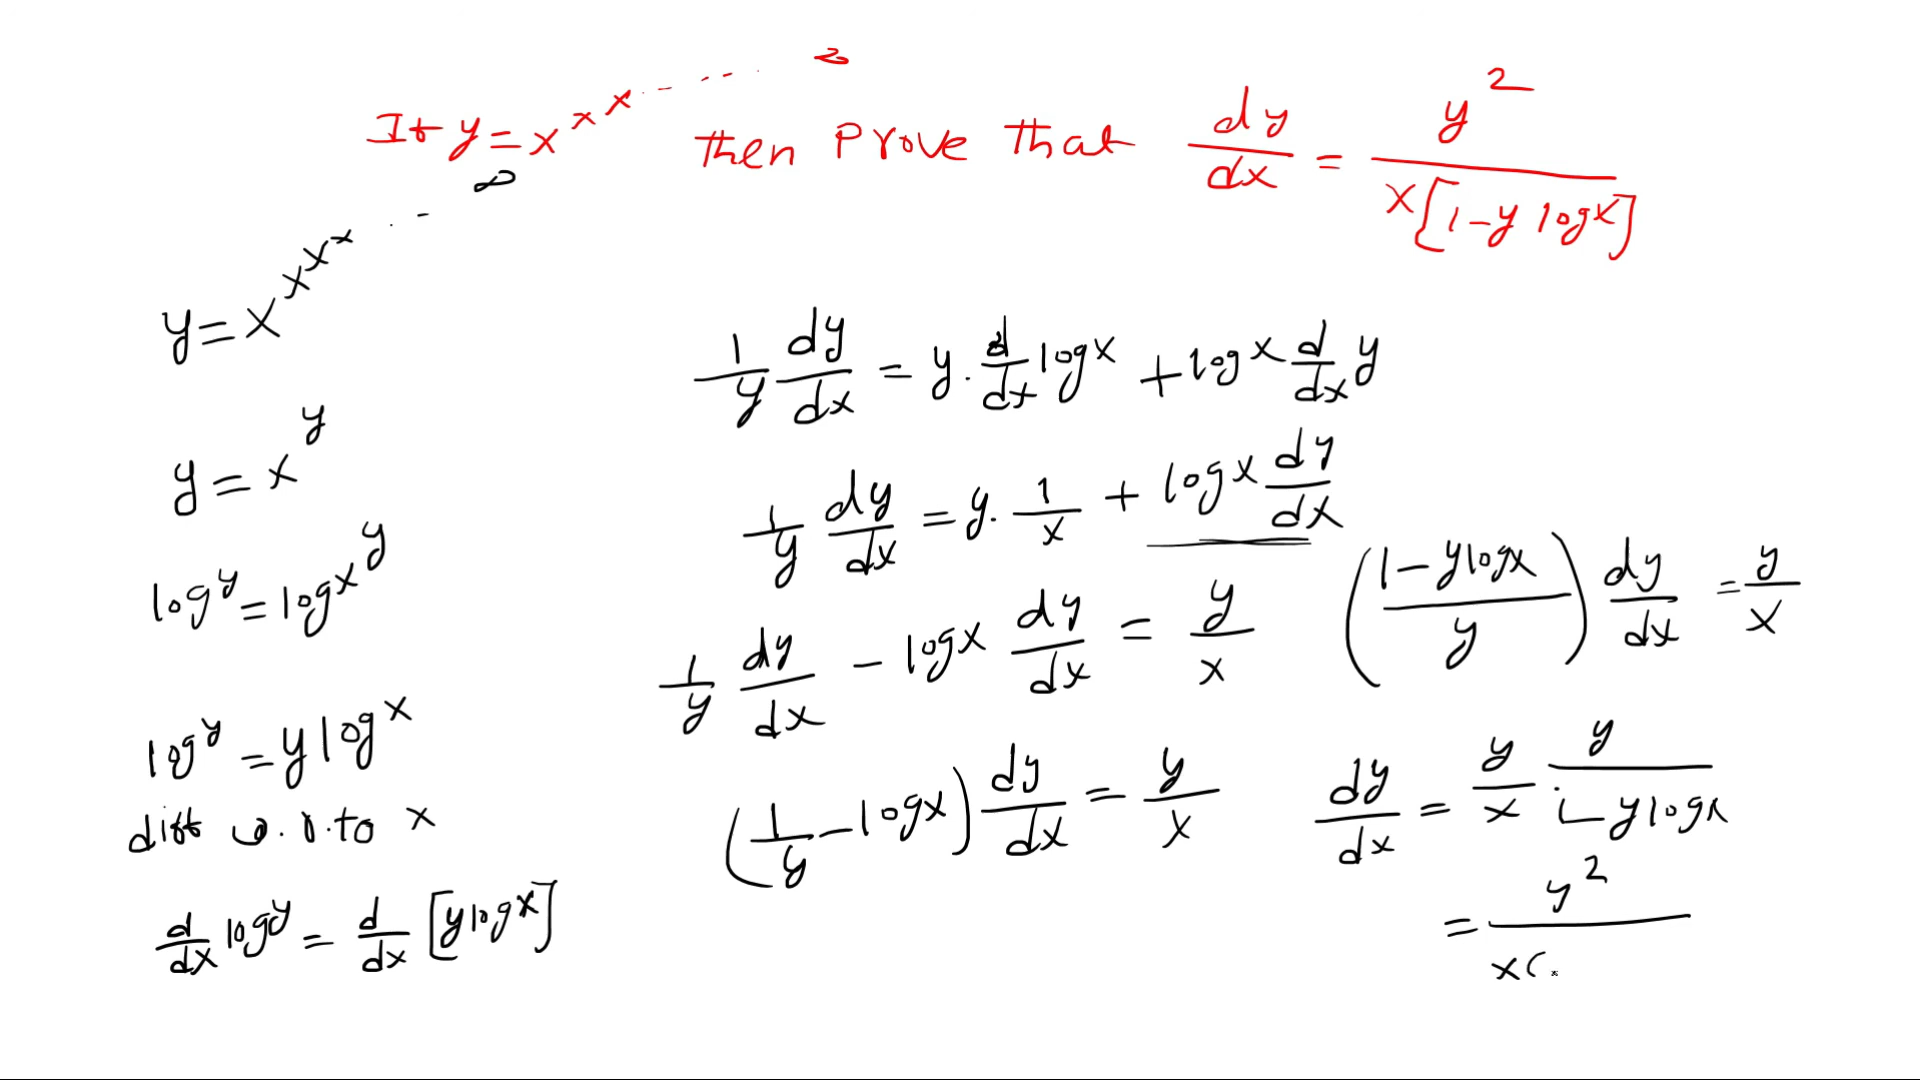 If y = x^x^x^....∞ then Prove that dy/dx = y^2 / x[1 - y log x]
y = x^x^x^x^...∞
y = x^y
log y = log x^y
log y = y log x
diff w.r.to x
d/dx log y = d/dx [y log x]
1/y dy/dx = y. d/dx log x + log x d/dx y
1/y dy/dx = y. 1/x + log x dy/dx
1/y dy/dx - log x dy/dx = y/x
(1/y - log x) dy/dx = y/x
((1 - y log x)/y) dy/dx = y/x
dy/dx = y/x y/(1 - y log x)
= y^2 / x(